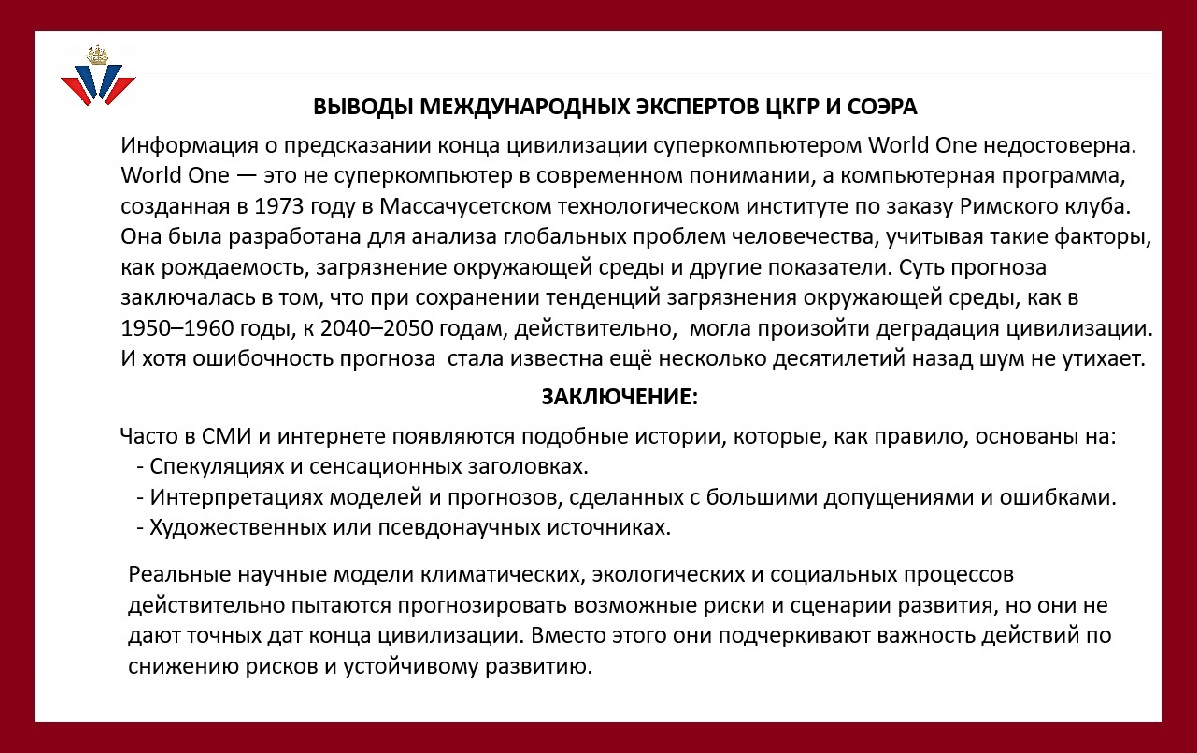 ВЫВОДЫ МЕЖДУНАРОДНЫХ ЭКСПЕРТОВ ЦКГР И СОЭРА
Информация о предсказании конца цивилизации суперкомпьютером World One недостоверна.
World One — это не суперкомпьютер в современном понимании, а компьютерная программа,
созданная в 1973 году в Массачусетском технологическом институте по заказу Римского клуба.
Она была разработана для анализа глобальных проблем человечества, учитывая такие факторы,
как рождаемость, загрязнение окружающей среды и другие показатели. Суть прогноза
заключалась в том, что при сохранении тенденций загрязнения окружающей среды, как в
1950–1960 годы, к 2040–2050 годам, действительно,  могла произойти деградация цивилизации.
И хотя ошибочность прогноза  стала известна ещё несколько десятилетий назад шум не утихает.
ЗАКЛЮЧЕНИЕ:
Часто в СМИ и интернете появляются подобные истории, которые, как правило, основаны на:
- Спекуляциях и сенсационных заголовках.
- Интерпретациях моделей и прогнозов, сделанных с большими допущениями и ошибками.
- Художественных или псевдонаучных источниках.
Реальные научные модели климатических, экологических и социальных процессов
действительно пытаются прогнозировать возможные риски и сценарии развития, но они не
дают точных дат конца цивилизации. Вместо этого они подчеркивают важность действий по
снижению рисков и устойчивому развитию.